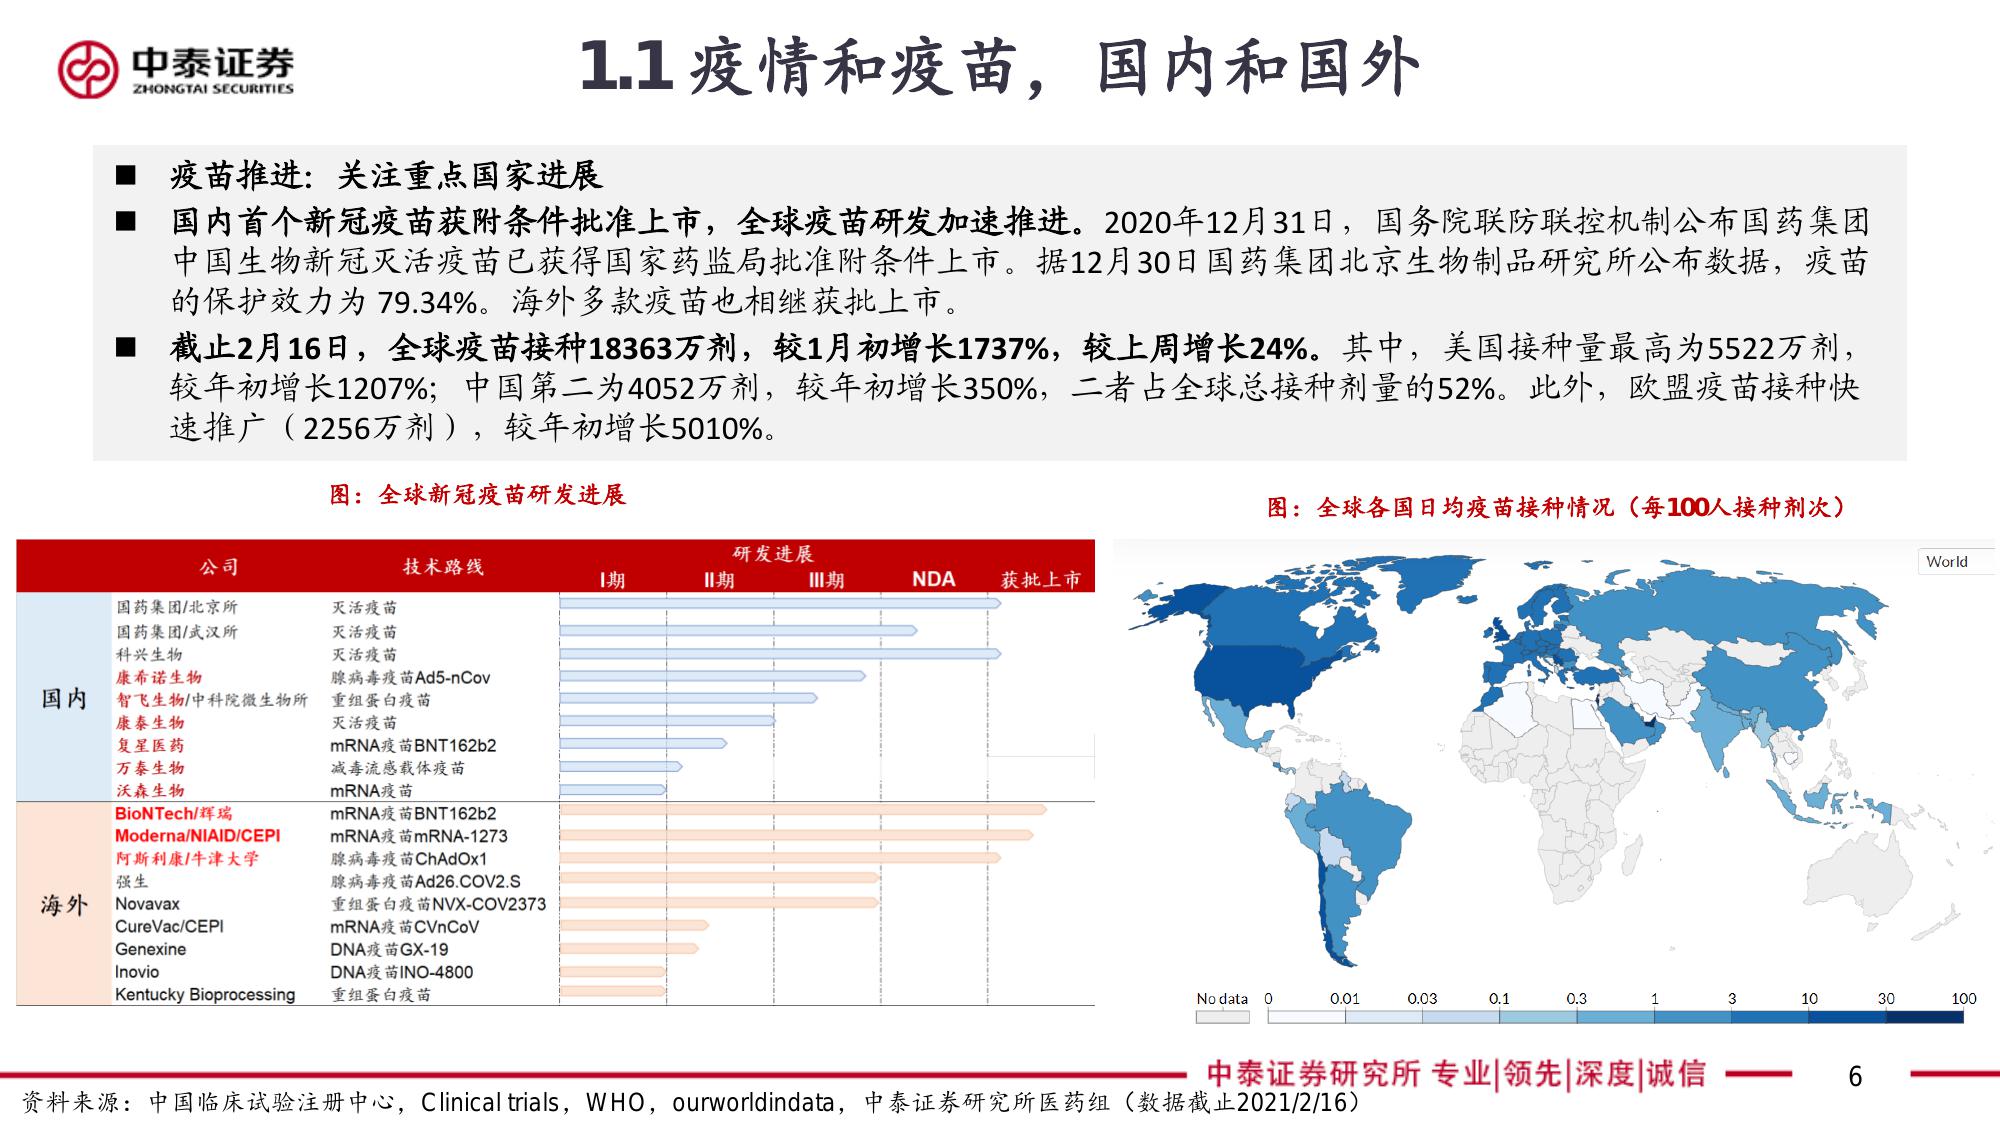 中泰证券
ZHONGTAI SECURITIES
1.1 疫情和疫苗，国内和国外
■ 疫苗推进：关注重点国家进展
■ 国内首个新冠疫苗获附条件批准上市，全球疫苗研发加速推进。2020年12月31日，国务院联防联控机制公布国药集团
中国生物新冠灭活疫苗已获得国家药监局批准附条件上市。据12月30日国药集团北京生物制品研究所公布数据，疫苗
的保护效力为 79.34%。海外多款疫苗也相继获批上市。
■ 截止2月16日，全球疫苗接种18363万剂，较1月初增长1737%，较上周增长24%。其中，美国接种量最高为5522万剂，
较年初增长1207%；中国第二为4052万剂，较年初增长350%，二者占全球总接种剂量的52%。此外，欧盟疫苗接种快
速推广（2256万剂），较年初增长5010%。
图：全球新冠疫苗研发进展
公司 技术路线 研发进展
I期 II期 III期 NDA 获批上市
国内
国药集团/北京所 灭活疫苗
国药集团/武汉所 灭活疫苗
科兴生物 灭活疫苗
康希诺生物 腺病毒疫苗Ad5-nCov
智飞生物/中科院微生物所 重组蛋白疫苗
康泰生物 灭活疫苗
复星医药 mRNA疫苗BNT162b2
万泰生物 减毒流感载体疫苗
沃森生物 mRNA疫苗
海外
BioNTech/辉瑞 mRNA疫苗BNT162b2
Moderna/NIAID/CEPI mRNA疫苗mRNA-1273
阿斯利康/牛津大学 腺病毒疫苗ChAdOx1
强生 腺病毒疫苗Ad26.COV2.S
Novavax 重组蛋白疫苗NVX-COV2373
CureVac/CEPI mRNA疫苗CVnCoV
Genexine DNA疫苗GX-19
Inovio DNA疫苗INO-4800
Kentucky Bioprocessing 重组蛋白疫苗
图：全球各国日均疫苗接种情况（每100人接种剂次）
World
No data 0 0.01 0.03 0.1 0.3 1 3 10 30 100
中泰证券研究所 专业|领先|深度|诚信
6
资料来源：中国临床试验注册中心，Clinical trials，WHO，ourworldindata，中泰证券研究所医药组（数据截止2021/2/16）